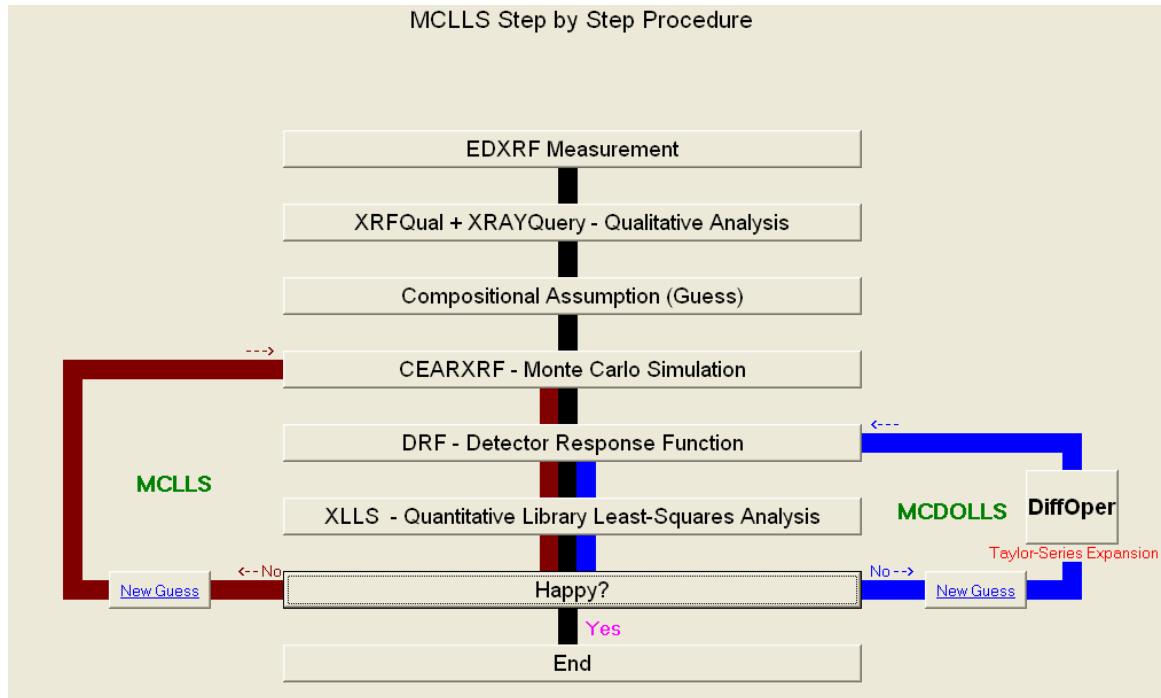 MCLLS Step by Step Procedure
EDXRF Measurement
XRFQual + XRAYQuery - Qualitative Analysis
Compositional Assumption (Guess)
--->
CEARXRF - Monte Carlo Simulation
<---
DRF - Detector Response Function
MCLLS
XLLS - Quantitative Library Least-Squares Analysis
MCDOLLS
DiffOper
Taylor-Series Expansion
<--No
No-->
New Guess
Happy?
New Guess
Yes
End